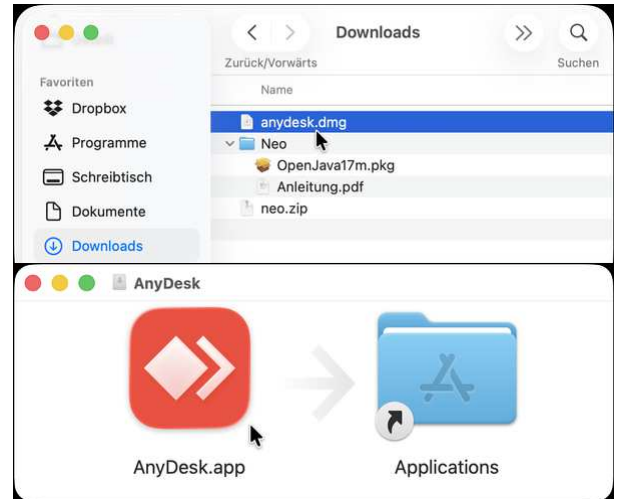 Downloads
Zurück/Vorwärts
Suchen
Favoriten
Name
Dropbox
anydesk.dmg
Programme
Neo
OpenJava17m.pkg
Schreibtisch
Anleitung.pdf
Dokumente
neo.zip
Downloads
AnyDesk
AnyDesk.app
Applications